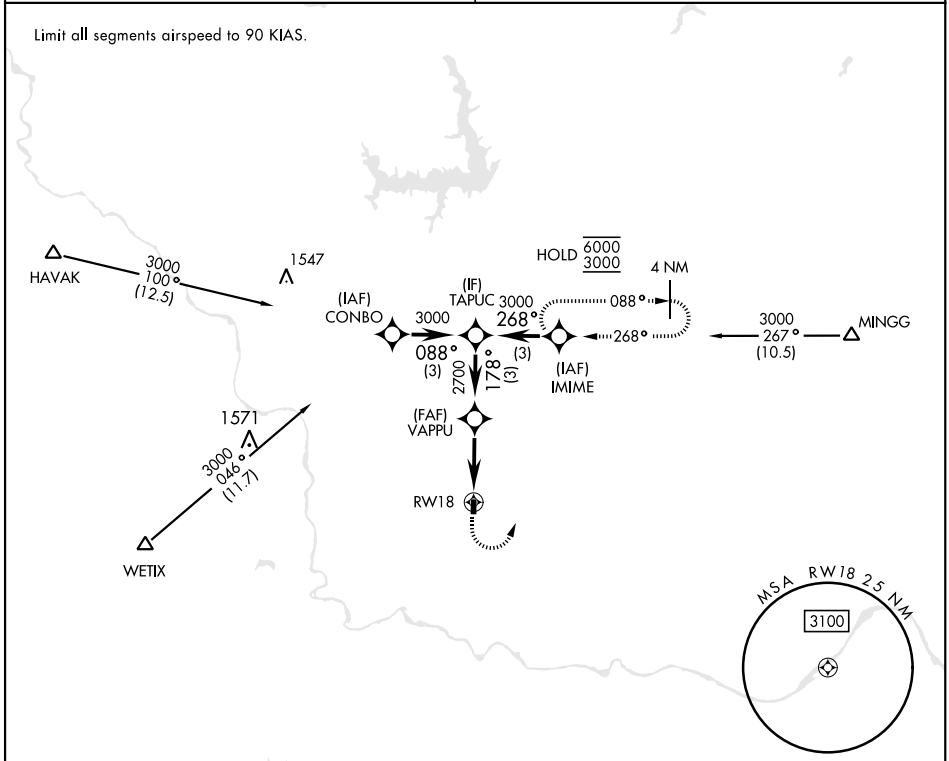 Limit all segments airspeed to 90 KIAS.
HAVAK
3000
100°
(12.5)
1547
(IAF)
CONBO
3000
088°
(3)
(IF)
TAPUC
3000
268°
(3)
HOLD 6000
3000
4 NM
088°
268°
(IAF)
IMIME
3000
267°
(10.5)
MINGG
2700
178°
(3)
(FAF)
VAPPU
RW18
1571
3000
046°
(11.7)
WETIX
MSA RW18 25 NM
3100